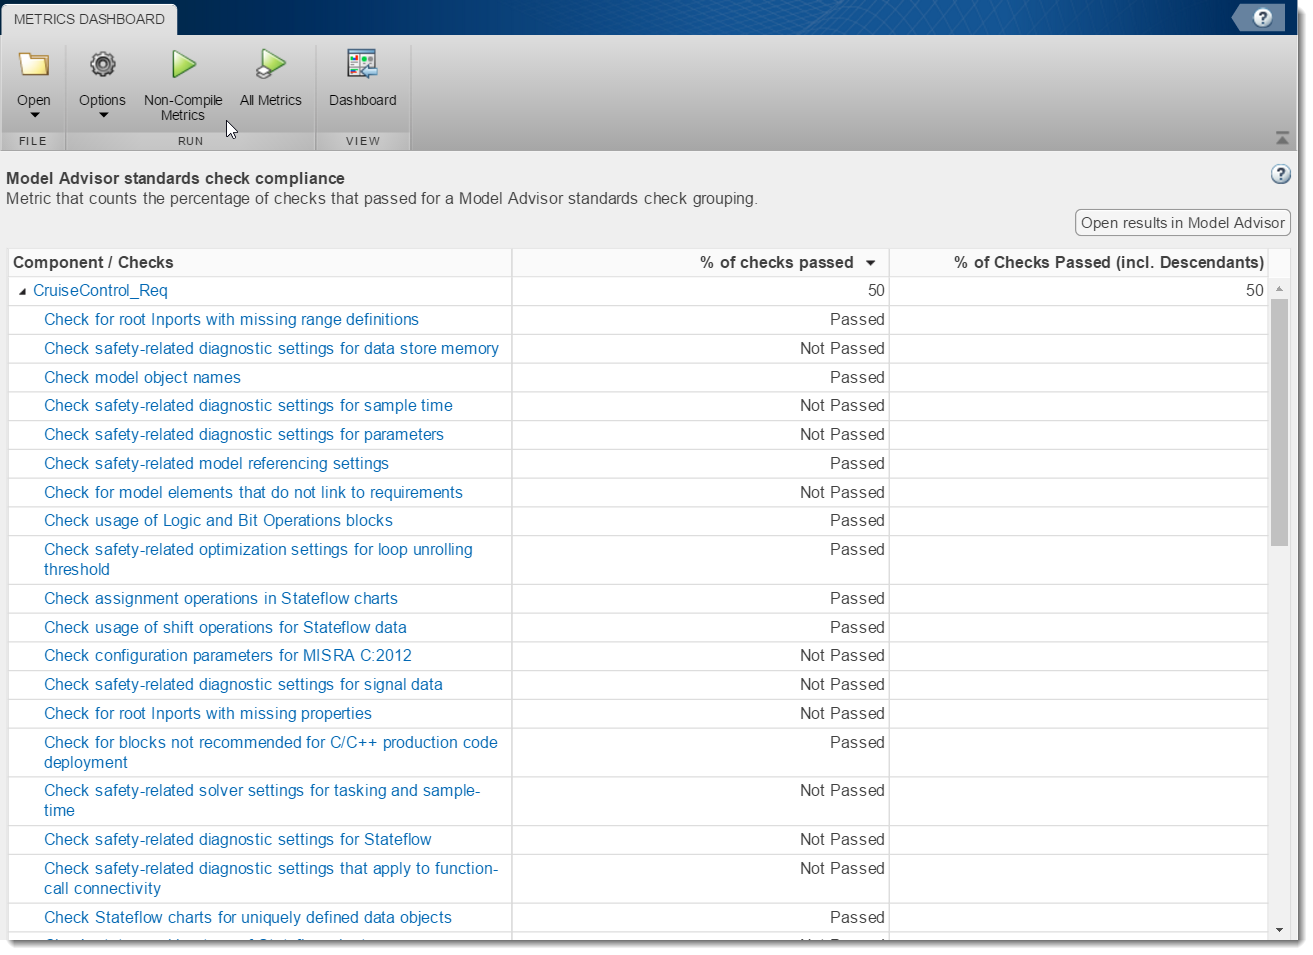 METRICS DASHBOARD
Open
Options
Non-Compile
Metrics
All Metrics
Dashboard
FILE
RUN
VIEW
Model Advisor standards check compliance
Metric that counts the percentage of checks that passed for a Model Advisor standards check grouping.
Open results in Model Advisor
Component / Checks % of checks passed % of Checks Passed (incl. Descendants)
CruiseControl_Req 50 50
Check for root Inports with missing range definitions Passed
Check safety-related diagnostic settings for data store memory Not Passed
Check model object names Passed
Check safety-related diagnostic settings for sample time Not Passed
Check safety-related diagnostic settings for parameters Not Passed
Check safety-related model referencing settings Passed
Check for model elements that do not link to requirements Not Passed
Check usage of Logic and Bit Operations blocks Passed
Check safety-related optimization settings for loop unrolling Passed
threshold
Check assignment operations in Stateflow charts Passed
Check usage of shift operations for Stateflow data Passed
Check configuration parameters for MISRA C:2012 Not Passed
Check safety-related diagnostic settings for signal data Not Passed
Check for root Inports with missing properties Not Passed
Check for blocks not recommended for C/C++ production code Passed
deployment
Check safety-related solver settings for tasking and sample- Not Passed
time
Check safety-related diagnostic settings for Stateflow Not Passed
Check safety-related diagnostic settings that apply to function- Not Passed
call connectivity
Check Stateflow charts for uniquely defined data objects Passed